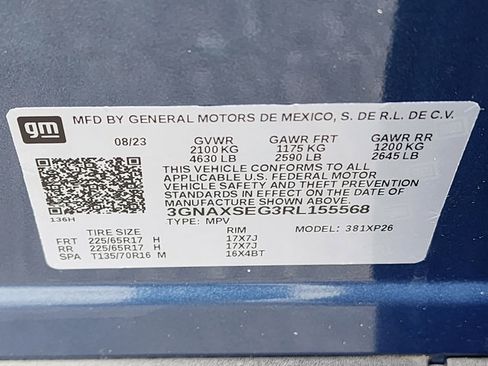 gm
MFD BY GENERAL MOTORS DE MEXICO, S. DE R.L. DE C.V.
08/23 GVWR GAWR FRT GAWR RR
2100 KG 1175 KG 1200 KG
4630 LB 2590 LB 2645 LB
THIS VEHICLE CONFORMS TO ALL
APPLICABLE U.S. FEDERAL MOTOR
VEHICLE SAFETY AND THEFT PREVENTION
STANDARDS IN EFFECT ON THE DATE OF
MANUFACTURE SHOWN ABOVE.
3GNAXSEG3RL155568
136H
TYPE: MPV MODEL: 381XP26
TIRE SIZE RIM
FRT 225/65R17 H 17X7J
RR 225/65R17 H 17X7J
SPA T135/70R16 M 16X4BT